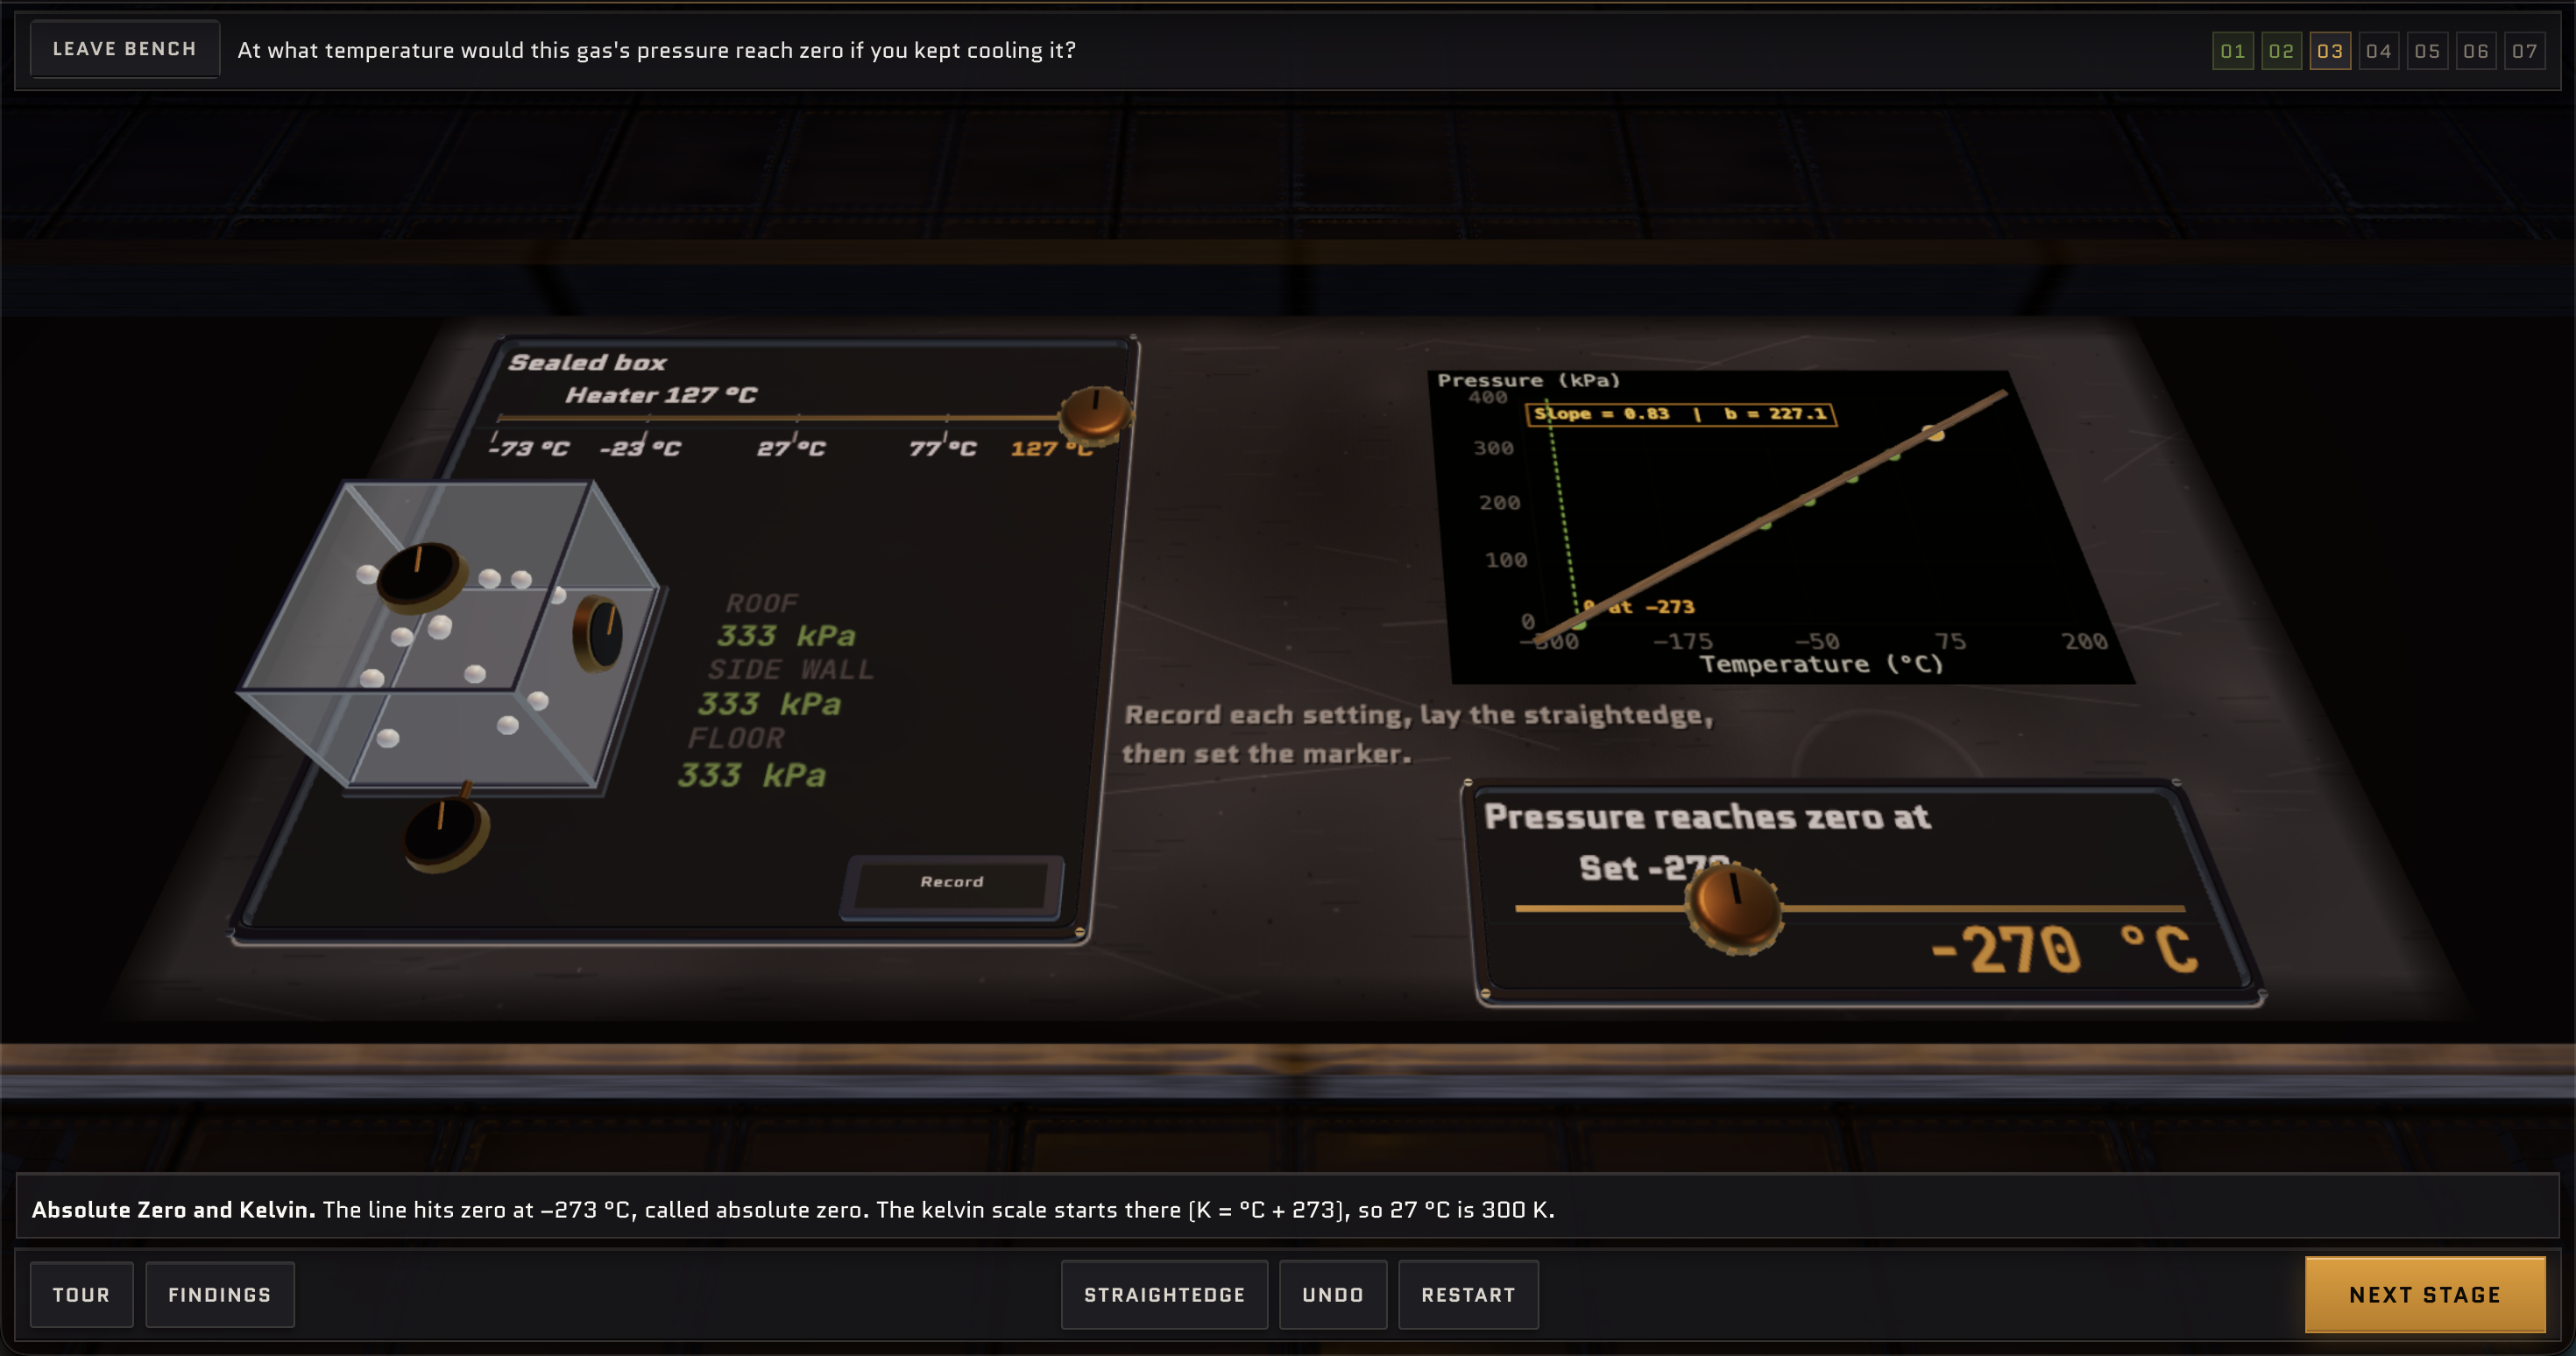 LEAVE BENCH
At what temperature would this gas's pressure reach zero if you kept cooling it?
01 02 03 04 05 06 07
Sealed box
Heater 127 °C
-73 °C -23 °C 27 °C 77 °C 127 °C
ROOF
333 kPa
SIDE WALL
333 kPa
FLOOR
333 kPa
Record
Pressure (kPa)
400
Slope = 0.83 | b = 227.1
300
200
100
0 at -273
0
-300 -175 -50 75 200
Temperature (°C)
Record each setting, lay the straightedge,
then set the marker.
Pressure reaches zero at
Set
-270 °C
Absolute Zero and Kelvin. The line hits zero at −273 °C, called absolute zero. The kelvin scale starts there (K = °C + 273), so 27 °C is 300 K.
TOUR
FINDINGS
STRAIGHTEDGE
UNDO
RESTART
NEXT STAGE